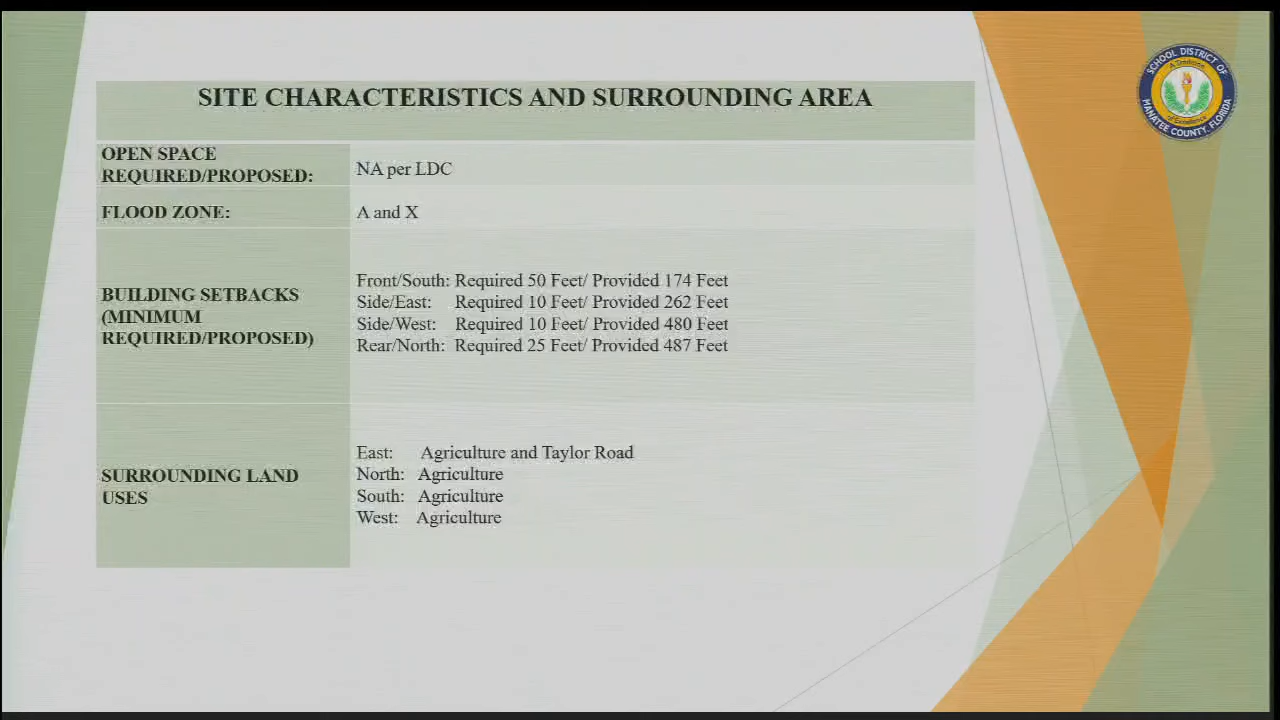 SITE CHARACTERISTICS AND SURROUNDING AREA
SCHOOL DISTRICT OF
A Tradition
of Excellence
MANATEE COUNTY, FLORIDA
OPEN SPACE
REQUIRED/PROPOSED:
NA per LDC
FLOOD ZONE:
A and X
BUILDING SETBACKS
(MINIMUM
REQUIRED/PROPOSED)
Front/South: Required 50 Feet/ Provided 174 Feet
Side/East: Required 10 Feet/ Provided 262 Feet
Side/West: Required 10 Feet/ Provided 480 Feet
Rear/North: Required 25 Feet/ Provided 487 Feet
SURROUNDING LAND
USES
East: Agriculture and Taylor Road
North: Agriculture
South: Agriculture
West: Agriculture